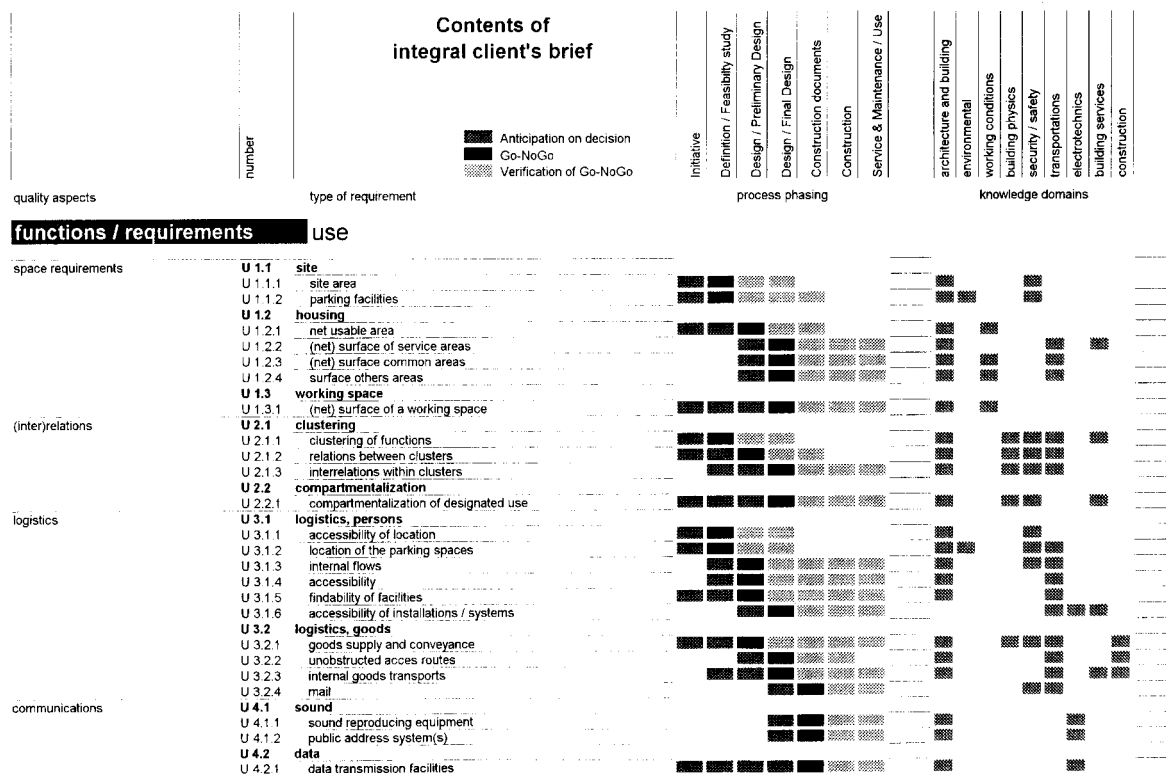 Contents of
integral client's brief
number
Anticipation on decision
Go-NoGo
Verification of Go-NoGo
Initiative
Definition / Feasibilty study
Design / Preliminary Design
Design / Final Design
Construction documents
Construction
Service & Maintenance / Use
architecture and building
environmental
working conditions
building physics
security / safety
transportations
electrotechnics
building services
construction
quality aspects type of requirement process phasing knowledge domains
functions / requirements use
space requirements U 1.1 site
U 1.1.1 site area
U 1.1.2 parking facilities
U 1.2 housing
U 1.2.1 net usable area
U 1.2.2 (net) surface of service areas
U 1.2.3 (net) surface common areas
U 1.2.4 surface others areas
U 1.3 working space
U 1.3.1 (net) surface of a working space
(inter)relations U 2.1 clustering
U 2.1.1 clustering of functions
U 2.1.2 relations between clusters
U 2.1.3 interrelations within clusters
U 2.2 compartmentalization
U 2.2.1 compartmentalization of designated use
logistics U 3.1 logistics, persons
U 3.1.1 accessibility of location
U 3.1.2 location of the parking spaces
U 3.1.3 internal flows
U 3.1.4 accessibility
U 3.1.5 findability of facilities
U 3.1.6 accessibility of installations / systems
U 3.2 logistics, goods
U 3.2.1 goods supply and conveyance
U 3.2.2 unobstructed acces routes
U 3.2.3 internal goods transports
U 3.2.4 mail
communications U 4.1 sound
U 4.1.1 sound reproducing equipment
U 4.1.2 public address system(s)
U 4.2 data
U 4.2.1 data transmission facilities